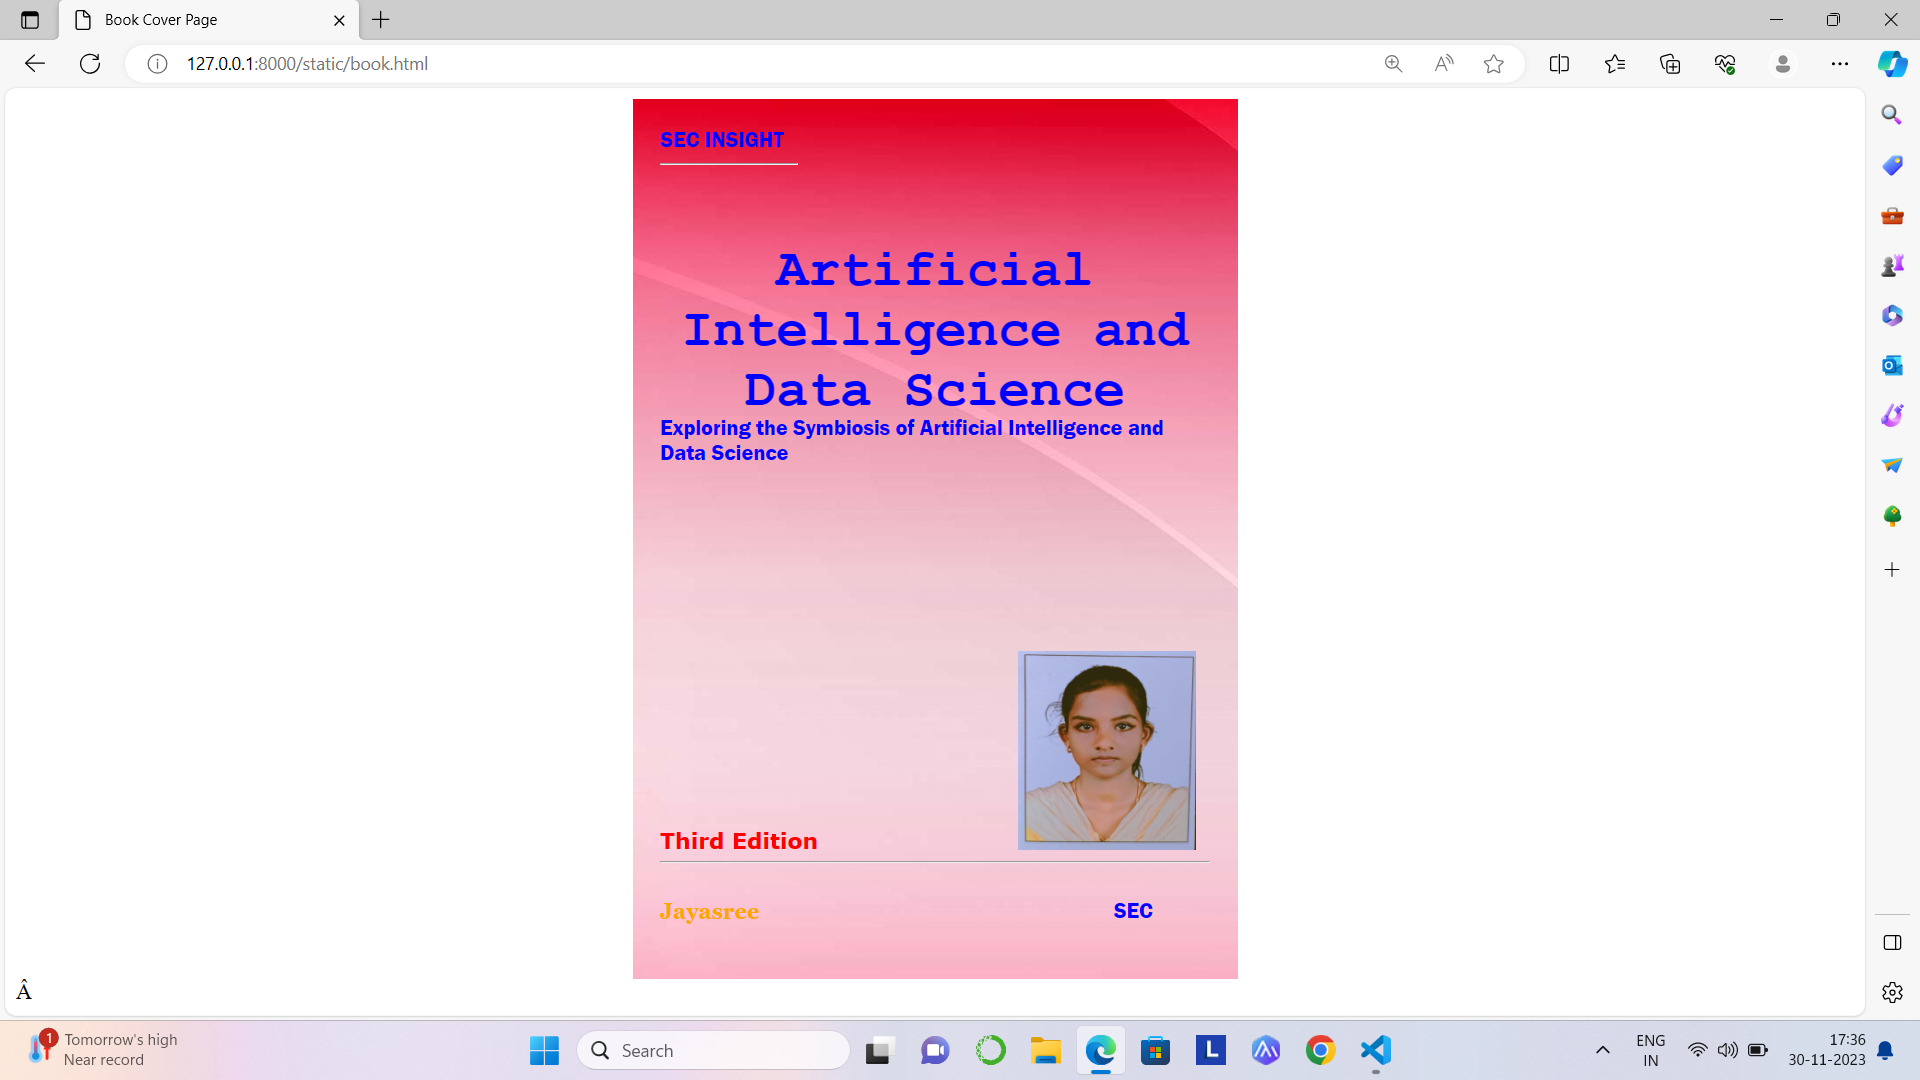 Book Cover Page
127.0.0.1:8000/static/book.html
SEC INSIGHT
Artificial
Intelligence and
Data Science
Exploring the Symbiosis of Artificial Intelligence and
Data Science
Third Edition
Jayasree
SEC
Â
1
Tomorrow's high
Near record
Search
L
ENG
IN
17:36
30-11-2023